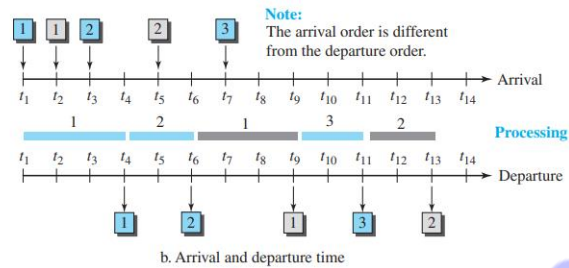 Note:
1 1 2 2 3 The arrival order is different
from the departure order.
Arrival
t1 t2 t3 t4 t5 t6 t7 t8 t9 t10 t11 t12 t13 t14
1 2 1 3 2
Processing
t1 t2 t3 t4 t5 t6 t7 t8 t9 t10 t11 t12 t13 t14
Departure
1 2 1 3 2
b. Arrival and departure time